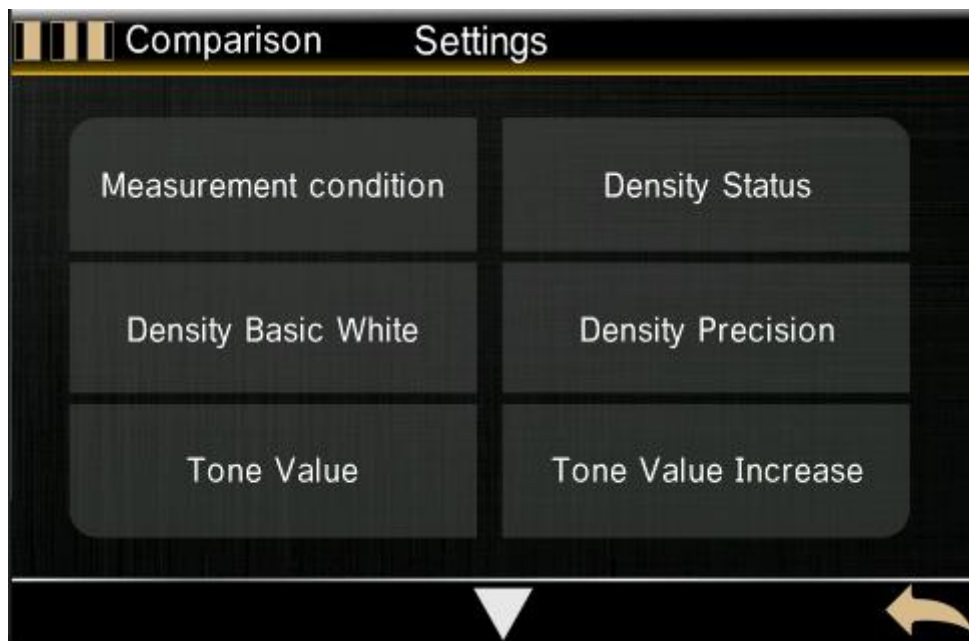 Comparison Settings
Measurement condition
Density Status
Density Basic White
Density Precision
Tone Value
Tone Value Increase